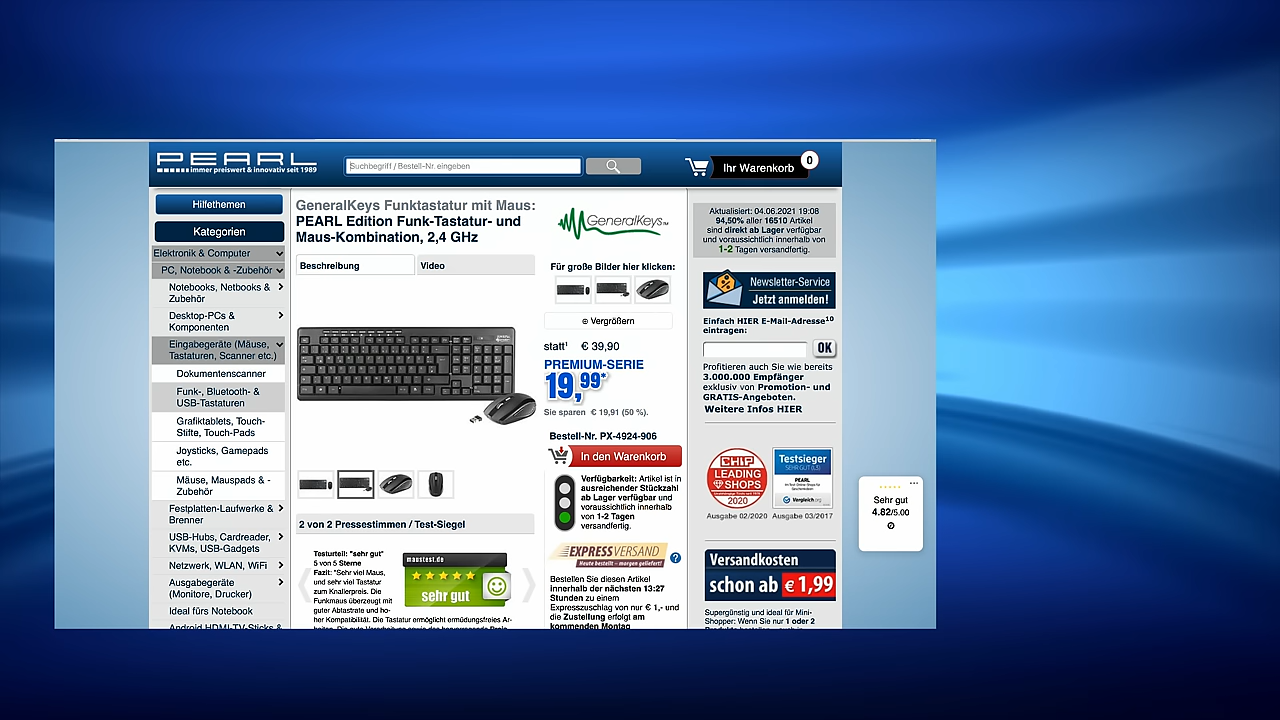 PEARL
immer preiswert & innovativ seit 1989
Suchbegriff / Bestell-Nr. eingeben
Ihr Warenkorb
0
Hilfethemen
Kategorien
Elektronik & Computer
PC, Notebook & -Zubehör
Notebooks, Netbooks &
Zubehör
Desktop-PCs &
Komponenten
Eingabegeräte (Mäuse,
Tastaturen, Scanner etc.)
Dokumentenscanner
Funk-, Bluetooth- &
USB-Tastaturen
Grafiktablets, Touch-
Stifte, Touch-Pads
Joysticks, Gamepads
etc.
Mäuse, Mauspads & -
Zubehör
Festplatten-Laufwerke &
Brenner
USB-Hubs, Cardreader,
KVMs, USB-Gadgets
Netzwerk, WLAN, WiFi
Ausgabegeräte
(Monitore, Drucker)
Ideal fürs Notebook
Android HDMI-TV-Sticks &
GeneralKeys Funktastatur mit Maus:
PEARL Edition Funk-Tastatur- und
Maus-Kombination, 2,4 GHz
Beschreibung
Video
2 von 2 Pressestimmen / Test-Siegel
Testurteil: "sehr gut"
5 von 5 Sterne
Fazit: "Sehr viel Maus,
und sehr viel Tastatur
zum Knallerpreis. Die
Funkmaus überzeugt mit
guter Abtastrate und ho-
her Kompatibilität. Die Tastatur ermöglicht ermüdungsfreies Ar-
maustest.de
sehr gut
GeneralKeys
Für große Bilder hier klicken:
Vergrößern
statt¹ € 39,90
PREMIUM-SERIE
19,99*
Sie sparen € 19,91 (50 %).
Bestell-Nr. PX-4924-906
In den Warenkorb
Verfügbarkeit: Artikel ist in
ausreichender Stückzahl
ab Lager verfügbar und
voraussichtlich innerhalb
von 1-2 Tagen
versandfertig.
EXPRESSVERSAND
Heute bestellt – morgen geliefert!
?
Bestellen Sie diesen Artikel
innerhalb der nächsten 13:27
Stunden zu einem
Expresszuschlag von nur € 1,- und
die Zustellung erfolgt am
kommenden Montag
Aktualisiert: 04.06.2021 19:08
94,50% aller 16510 Artikel
sind direkt ab Lager verfügbar
und voraussichtlich innerhalb von
1-2 Tagen versandfertig.
Newsletter-Service
Jetzt anmelden!
Einfach HIER E-Mail-Adresse¹⁰
eintragen:
OK
Profitieren auch Sie wie bereits
3.000.000 Empfänger
exklusiv von Promotion- und
GRATIS-Angeboten.
Weitere Infos HIER
CHIP
LEADING
SHOPS
2020
Ausgabe 02/2020
Testsieger
SEHR GUT (1,5)
PEARL
Vergleich.org
Ausgabe 03/2017
Versandkosten
schon ab € 1,99
Supergünstig und ideal für Mini-
Shopper: Wenn Sie nur 1 oder 2
Sehr gut
4.82/5.00